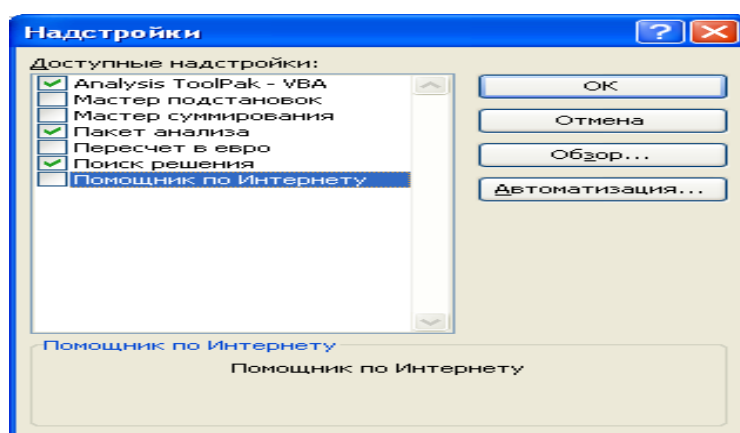 Надстройки
Доступные надстройки:
Analysis ToolPak - VBA
Мастер подстановок
Мастер суммирования
Пакет анализа
Пересчет в евро
Поиск решения
Помощник по Интернету
ОК
Отмена
Обзор...
Автоматизация...
Помощник по Интернету
Помощник по Интернету